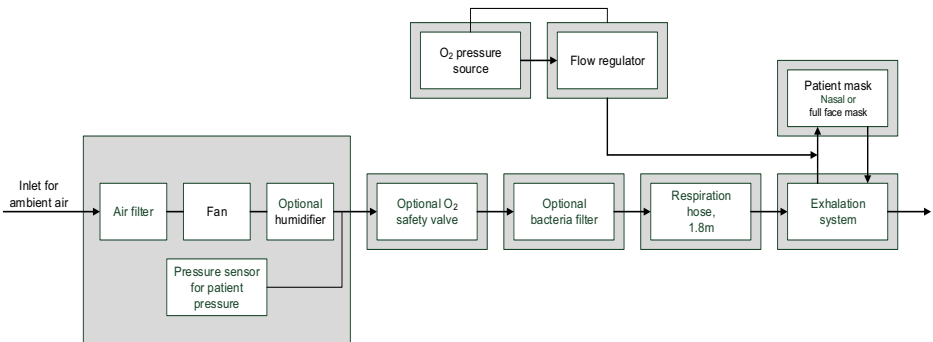 O₂ pressure
source
Flow regulator
Patient mask
Nasal or
full face mask
Inlet for
ambient air
Air filter
Fan
Optional
humidifier
Optional O₂
safety valve
Optional
bacteria filter
Respiration
hose,
1.8m
Exhalation
system
Pressure sensor
for patient
pressure